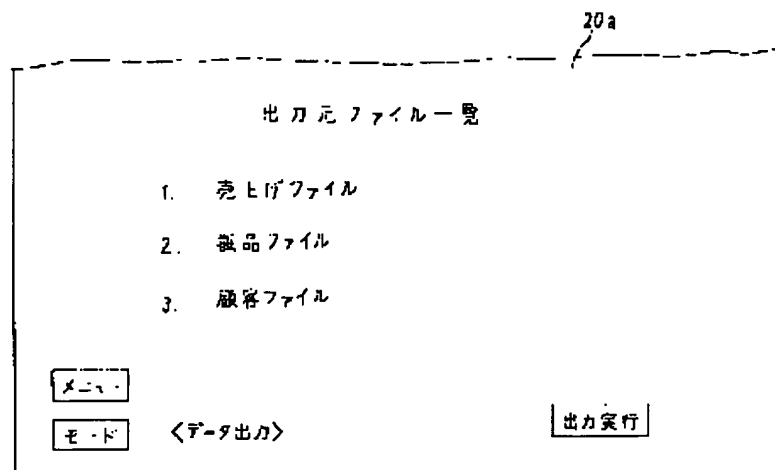 20a
出力元ファイル一覧
1. 売上げファイル
2. 製品ファイル
3. 顧客ファイル
メニュー
モード 〈データ出力〉 出力実行